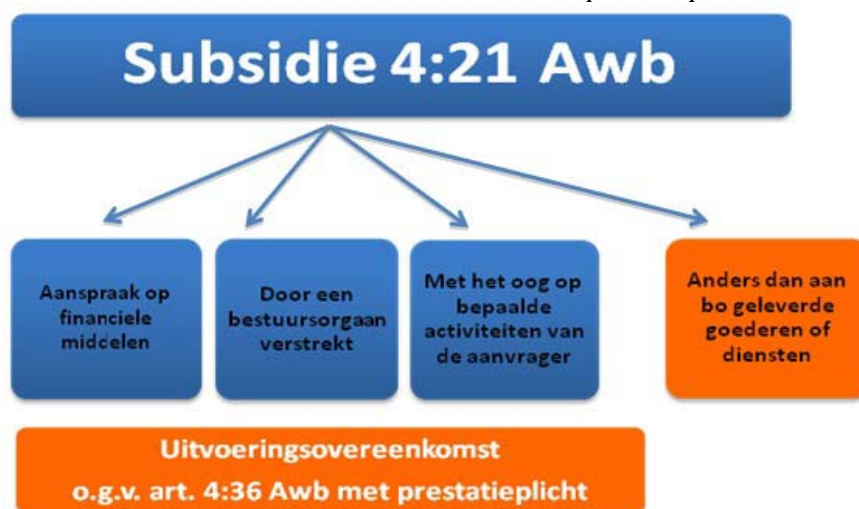 Subsidie 4:21 Awb
Aanspraak op
financiele
middelen
Door een
bestuursorgaan
verstrekt
Met het oog op
bepaalde
activiteiten van
de aanvrager
Anders dan aan
bo geleverde
goederen of
diensten
Uitvoeringsovereenkomst
o.g.v. art. 4:36 Awb met prestatieplicht